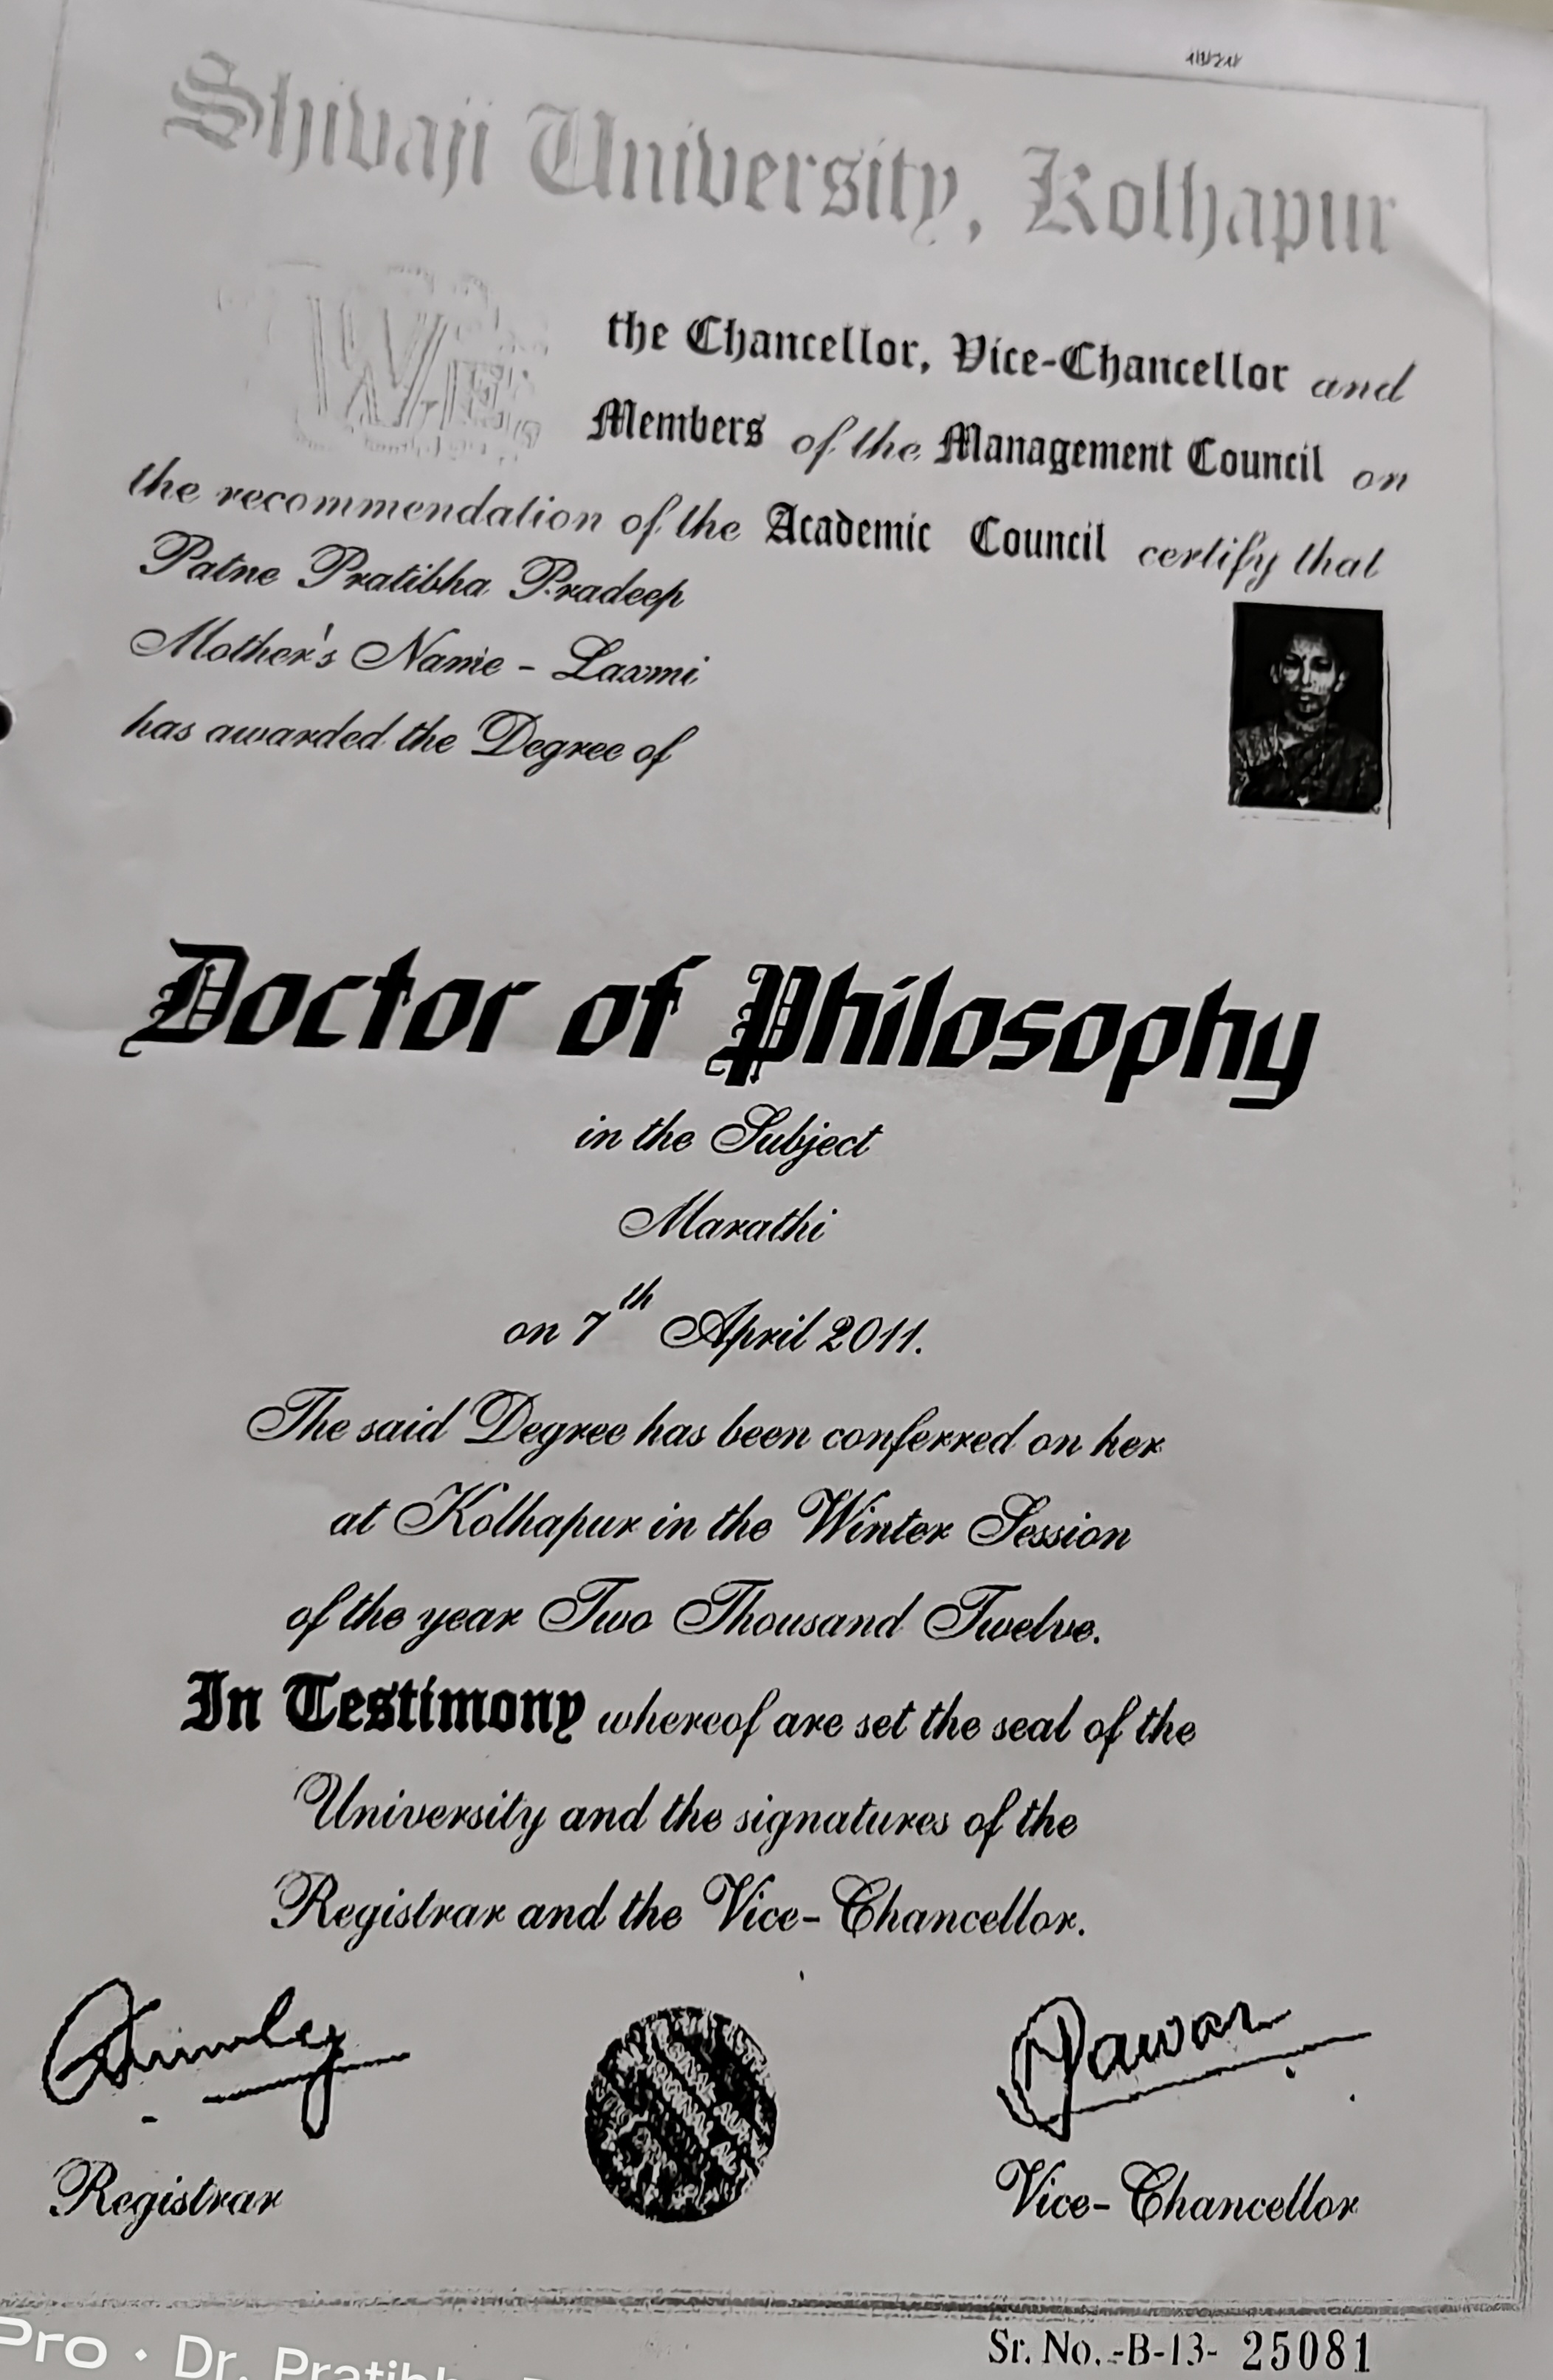 Shivaji University, Kolhapur
WE the Chancellor, Vice-Chancellor and
Members of the Management Council on
the recommendation of the Academic Council certify that
Patne Pratibha Pradeep
Mother's Name - Laxmi
has awarded the Degree of
Doctor of Philosophy
in the Subject
Marathi
on 7th April 2011.
The said Degree has been conferred on her
at Kolhapur in the Winter Session
of the year Two Thousand Twelve.
In Testimony whereof are set the seal of the
University and the signatures of the
Registrar and the Vice-Chancellor.
Pawar
Registrar
Vice-Chancellor
Sr. No.-B-13- 25081
Pro · Dr.